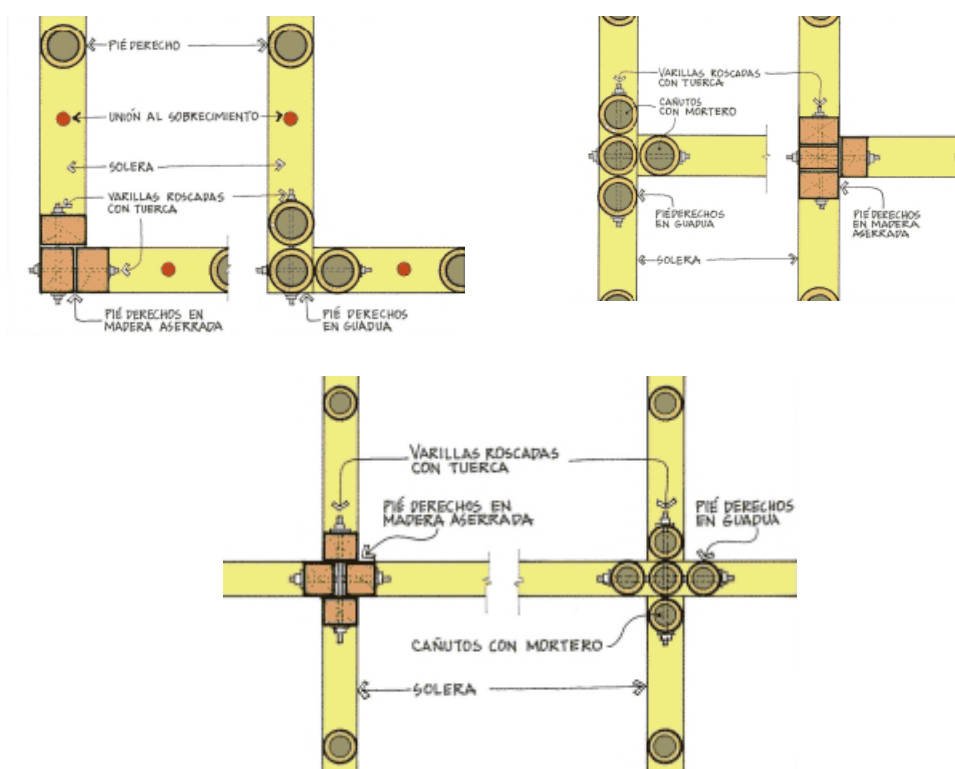 PIÉ DERECHO
UNIÓN AL SOBRECIMIENTO
SOLERA
VARILLAS ROSCADAS
CON TUERCA
PIÉ DERECHOS EN
MADERA ASERRADA
PIÉ DERECHOS
EN GUADUA
VARILLAS ROSCADAS
CON TUERCA
CAÑUTOS
CON MORTERO
PIÉDERECHOS
EN GUADUA
PIÉDERECHOS
EN MADERA
ASERRADA
SOLERA
VARILLAS ROSCADAS
CON TUERCA
PIÉ DERECHOS EN
MADERA ASERRADA
PIÉ DERECHOS
EN GUADUA
CAÑUTOS CON MORTERO
SOLERA